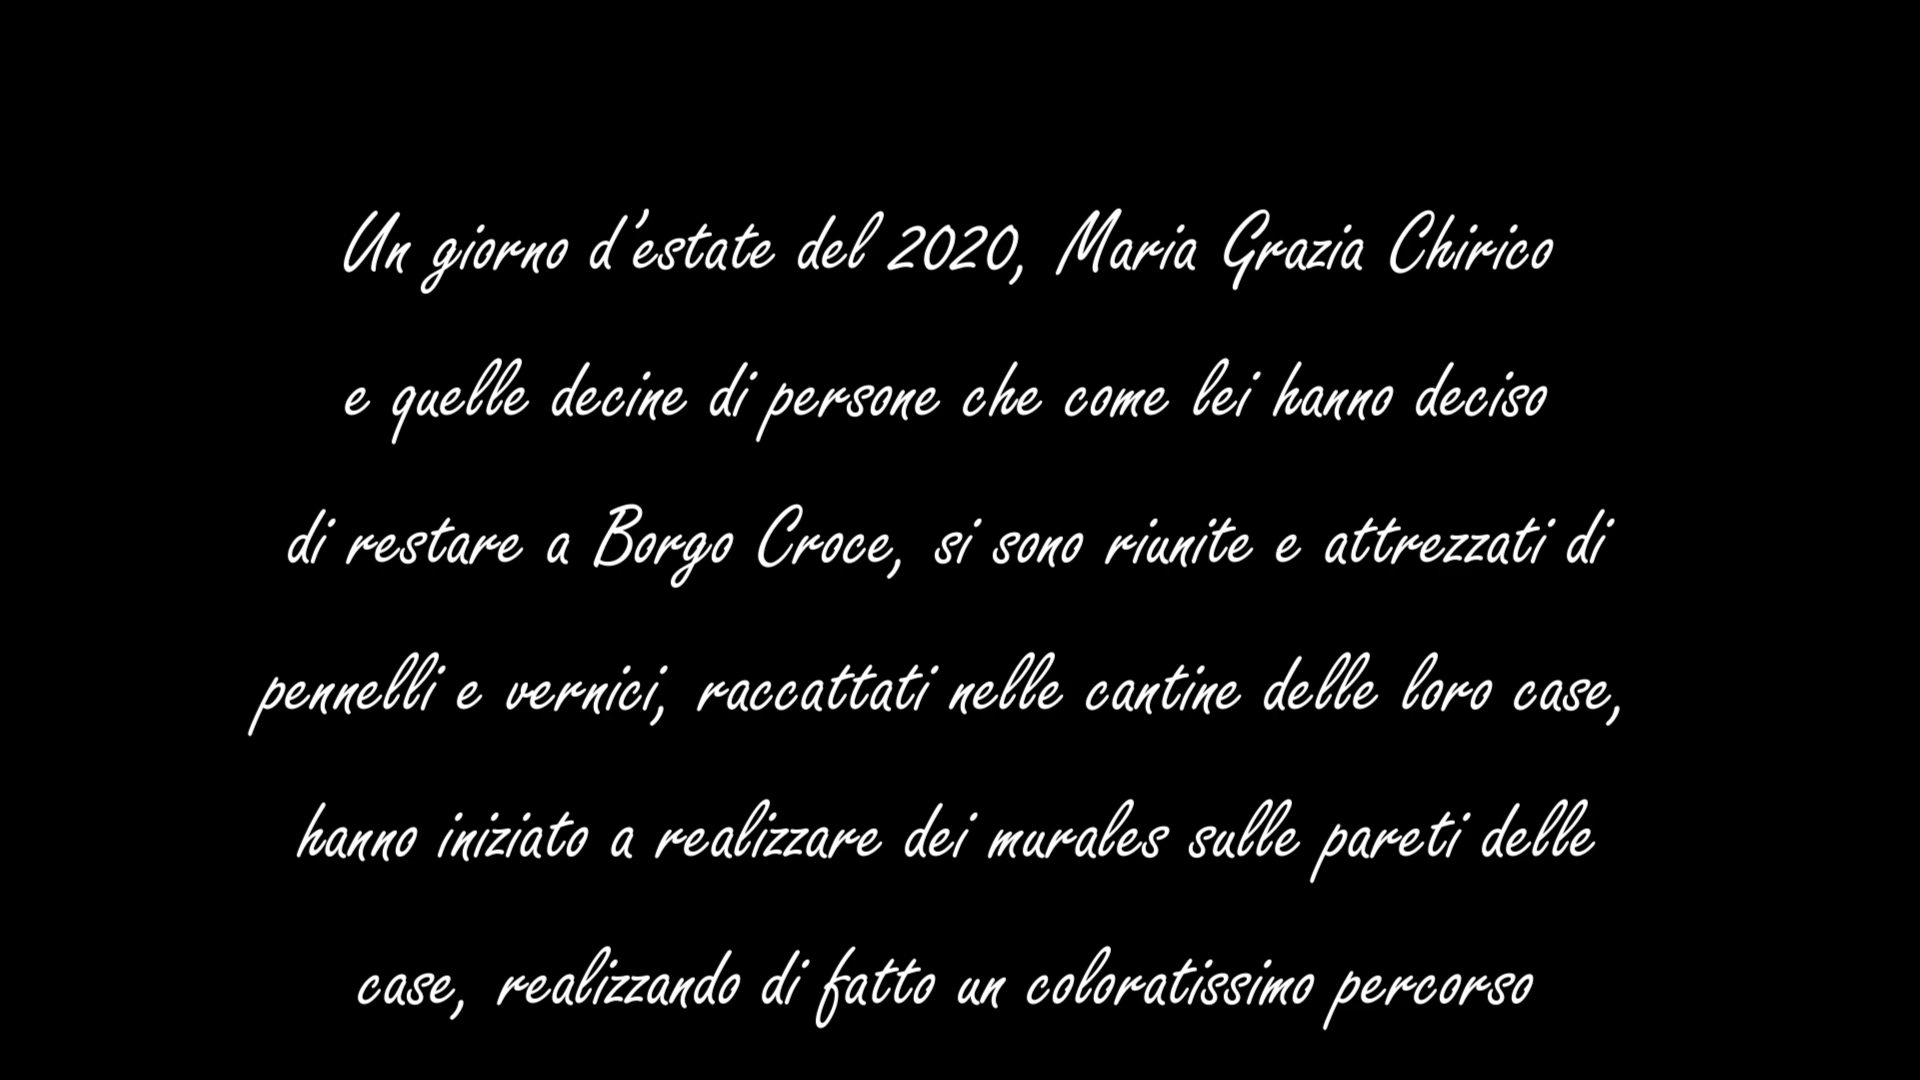 Un giorno d’estate del 2020, Maria Grazia Chirico
e quelle decine di persone che come lei hanno deciso
di restare a Borgo Croce, si sono riunite e attrezzati di
pennelli e vernici, raccattati nelle cantine delle loro case,
hanno iniziato a realizzare dei murales sulle pareti delle
case, realizzando di fatto un coloratissimo percorso